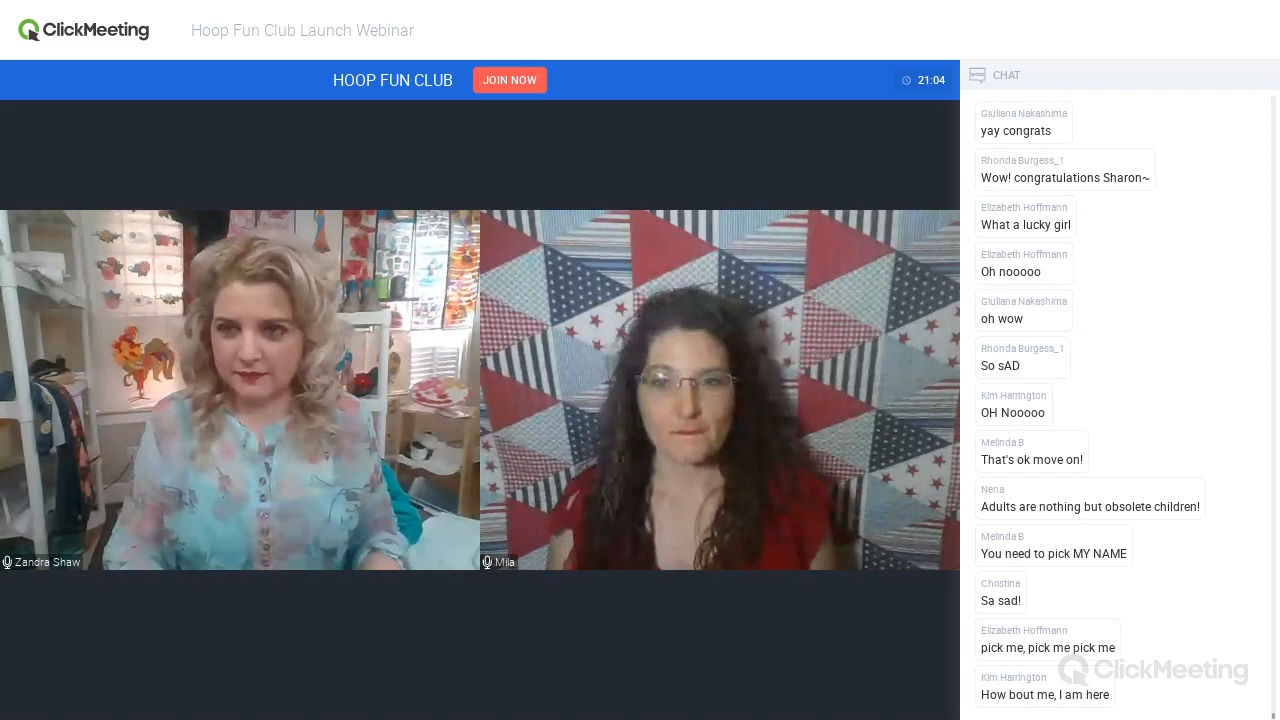 ClickMeeting
Hoop Fun Club Launch Webinar
HOOP FUN CLUB
JOIN NOW
21:04
Zandra Shaw
Mila
CHAT
Giuliana Nakashima
yay congrats
Rhonda Burgess_1
Wow! congratulations Sharon~
Elizabeth Hoffmann
What a lucky girl
Elizabeth Hoffmann
Oh nooooo
Giuliana Nakashima
oh wow
Rhonda Burgess_1
So sAD
Kim Harrington
OH Nooooo
Melinda B
That's ok move on!
Nena
Adults are nothing but obsolete children!
Melinda B
You need to pick MY NAME
Christina
Sa sad!
Elizabeth Hoffmann
pick me, pick me pick me
Kim Harrington
How bout me, I am here
ClickMeeting